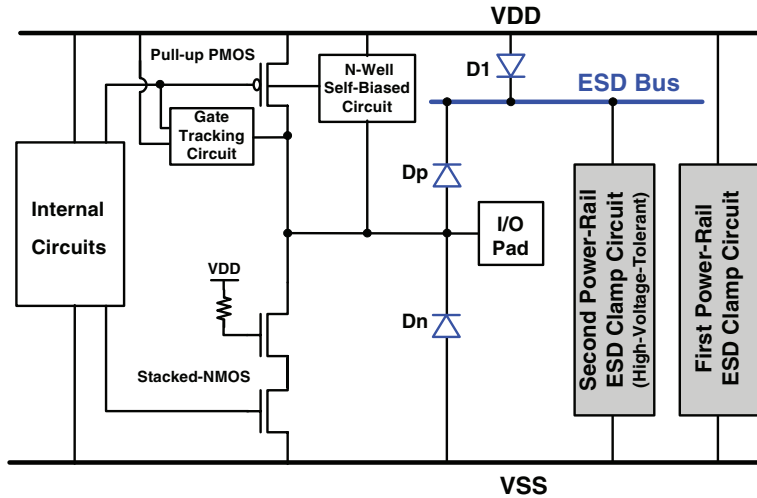 VDD
Pull-up PMOS
N-Well
Self-Biased
Circuit
D1
ESD Bus
Gate
Tracking
Circuit
Dp
Internal
Circuits
I/O
Pad
VDD
Dn
Stacked-NMOS
Second Power-Rail
ESD Clamp Circuit
(High-Voltage-Tolerant)
First Power-Rail
ESD Clamp Circuit
VSS